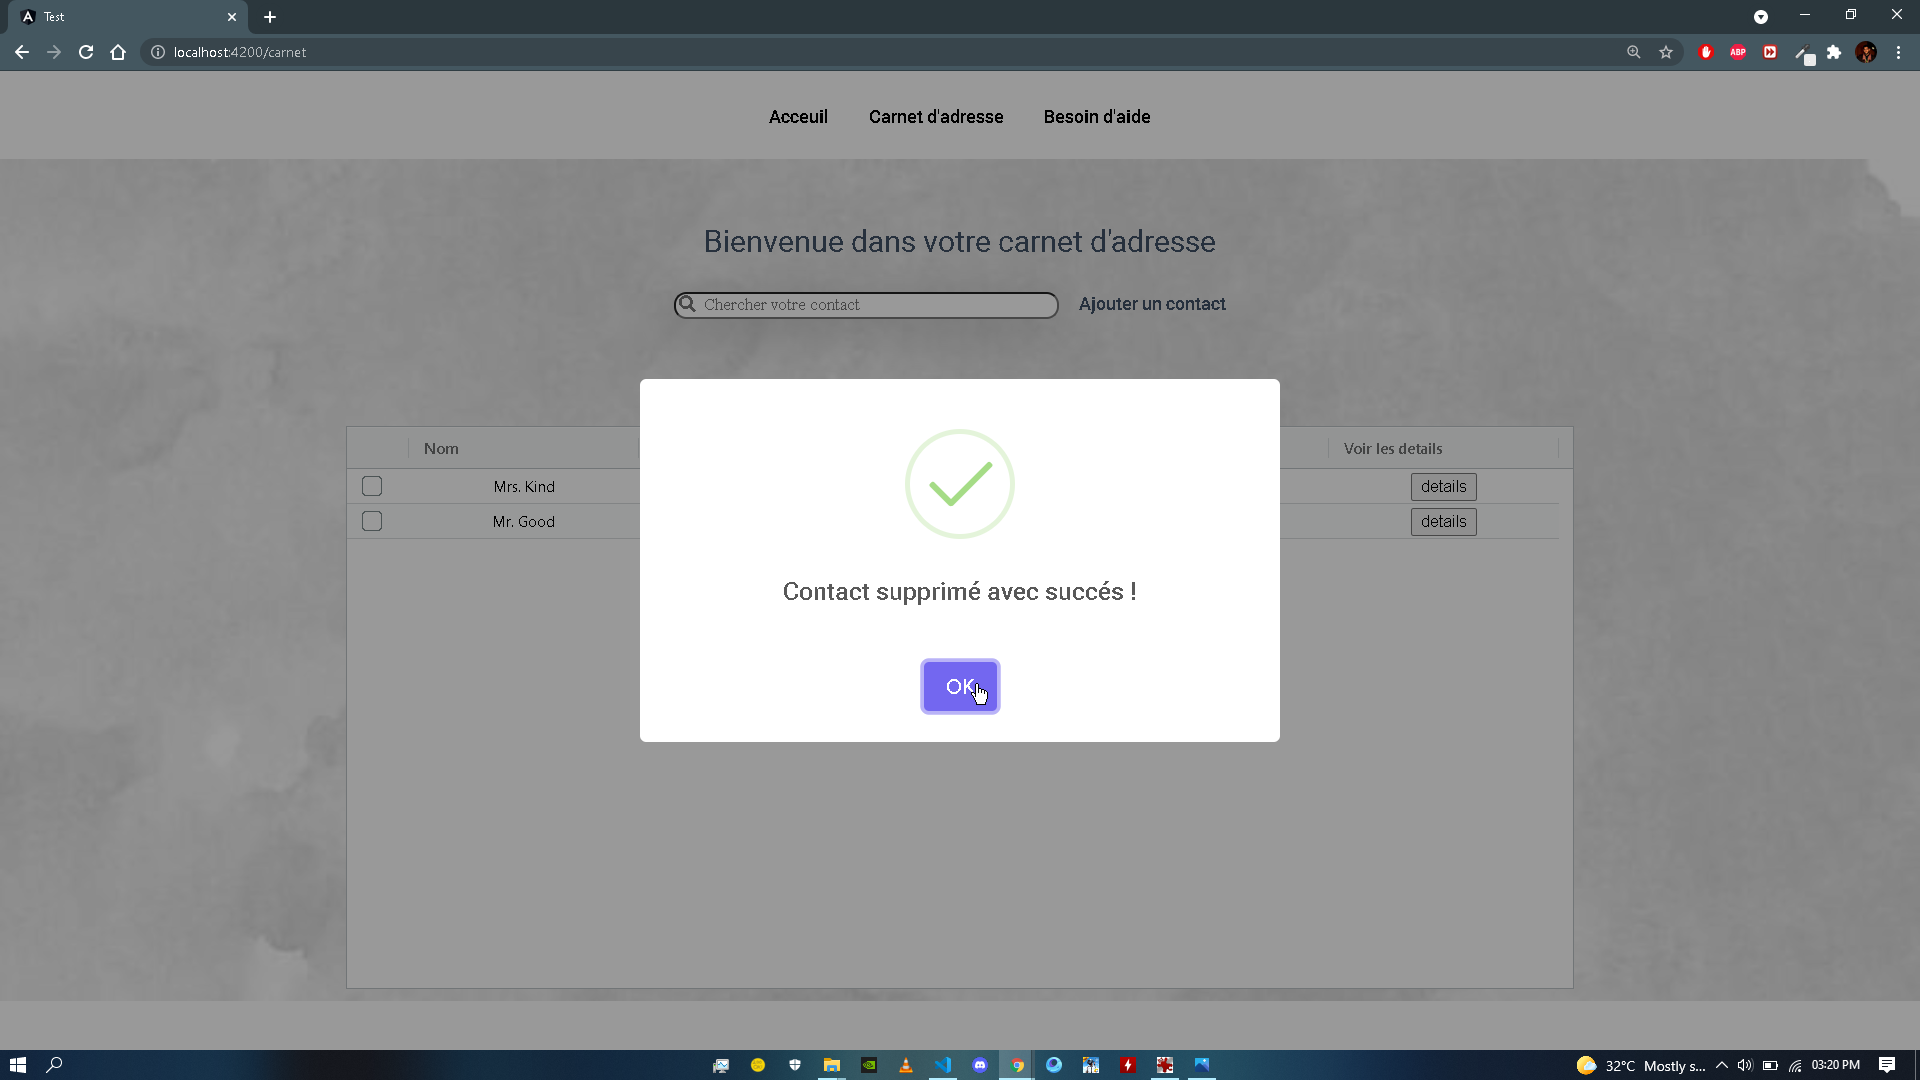 Test
localhost:4200/carnet
ABP
Acceuil Carnet d'adresse Besoin d'aide
Bienvenue dans votre carnet d'adresse
Chercher votre contact
Ajouter un contact
Nom Voir les details
Mrs. Kind details
Mr. Good details
Contact supprimé avec succés !
OK
32°C Mostly s... 03:20 PM